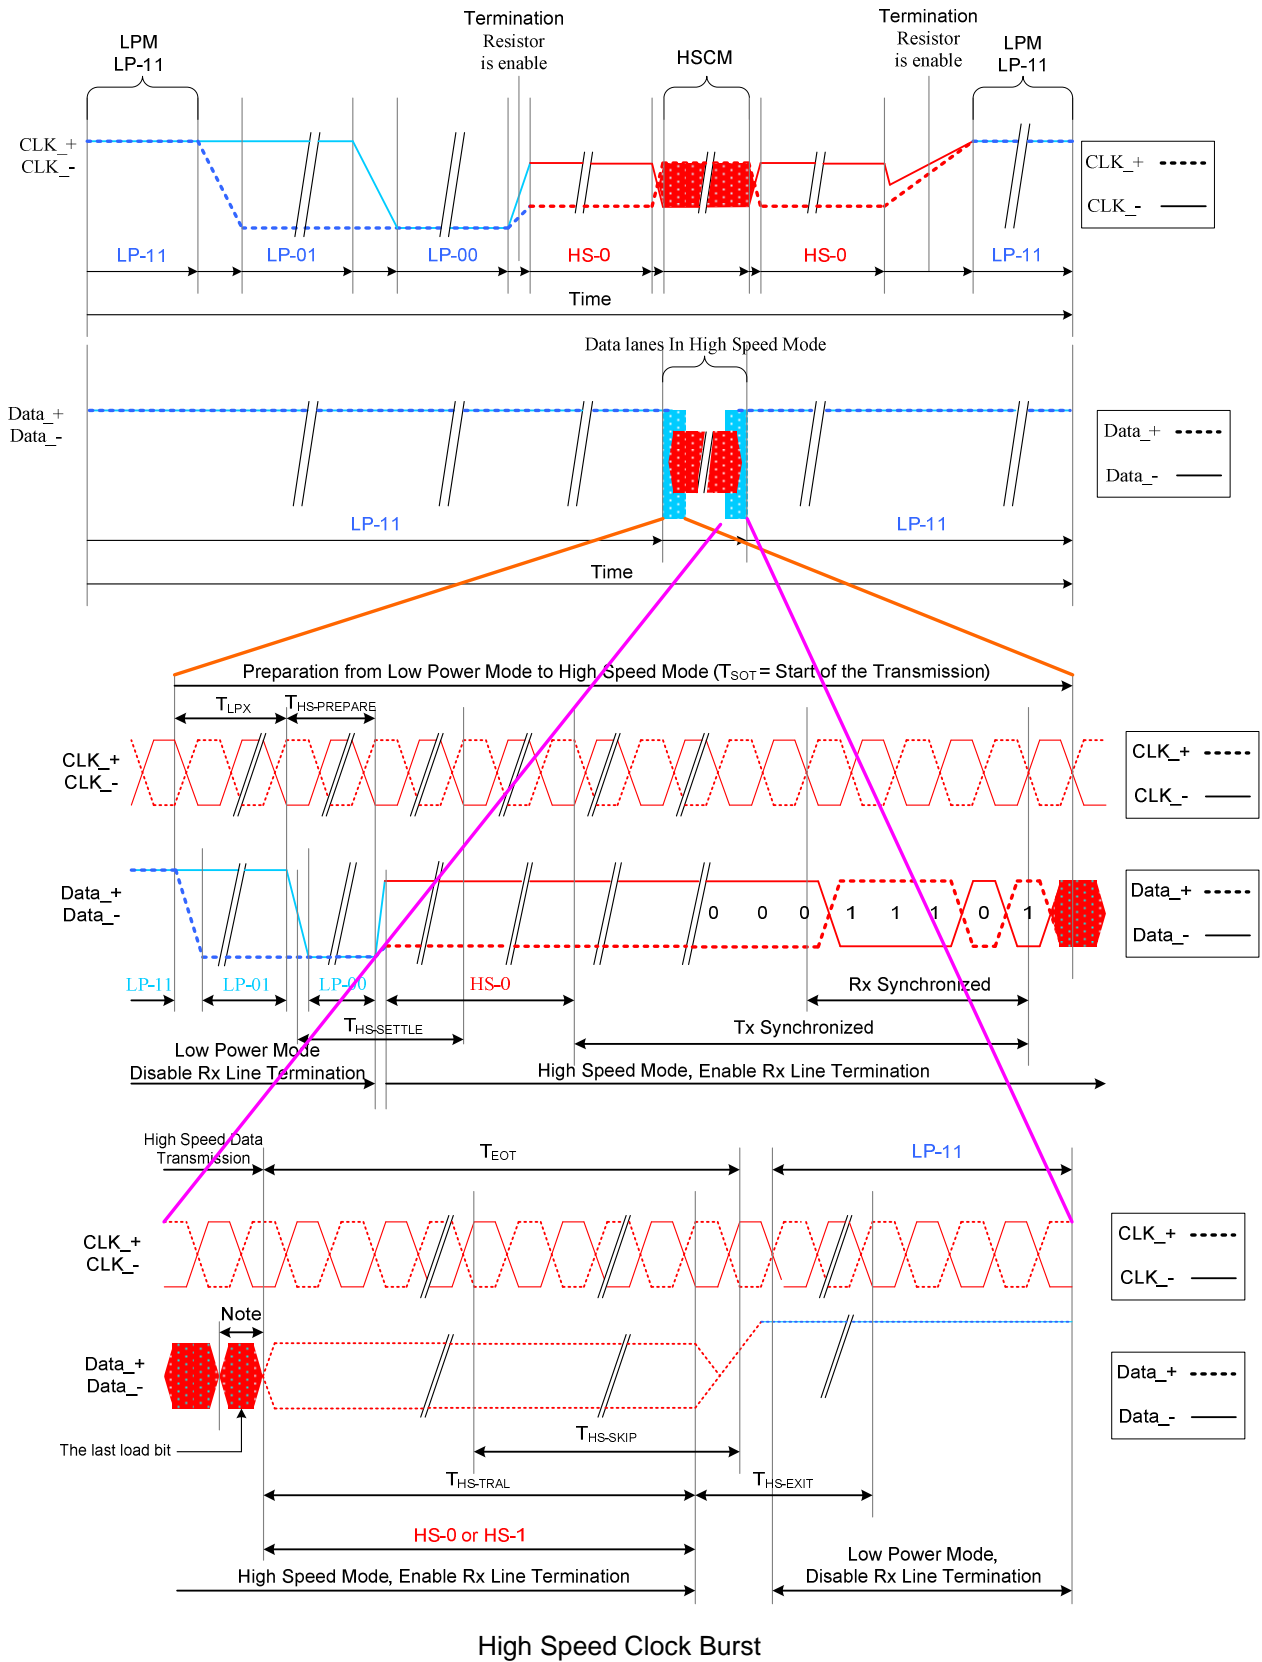 Termination
Resistor
is enable
Termination
Resistor
is enable
LPM
LP-11
HSCM
LPM
LP-11
CLK_+
CLK_-
CLK_+
CLK_-
LP-11
LP-01
LP-00
HS-0
HS-0
LP-11
Time
Data lanes In High Speed Mode
Data_+
Data_-
Data_+
Data_-
LP-11
LP-11
Time
Preparation from Low Power Mode to High Speed Mode (TSOT = Start of the Transmission)
TLPX
THS-PREPARE
CLK_+
CLK_-
CLK_+
CLK_-
Data_+
Data_-
0 0 0 1 1 1 0 1
Data_+
Data_-
LP-11
LP-01
LP-00
HS-0
Rx Synchronized
THS-SETTLE
Tx Synchronized
Low Power Mode
Disable Rx Line Termination
High Speed Mode, Enable Rx Line Termination
High Speed Data
Transmission
TEOT
LP-11
CLK_+
CLK_-
CLK_+
CLK_-
Note
Data_+
Data_-
Data_+
Data_-
The last load bit
THS-SKIP
THS-TRAL
THS-EXIT
HS-0 or HS-1
High Speed Mode, Enable Rx Line Termination
Low Power Mode,
Disable Rx Line Termination
High Speed Clock Burst